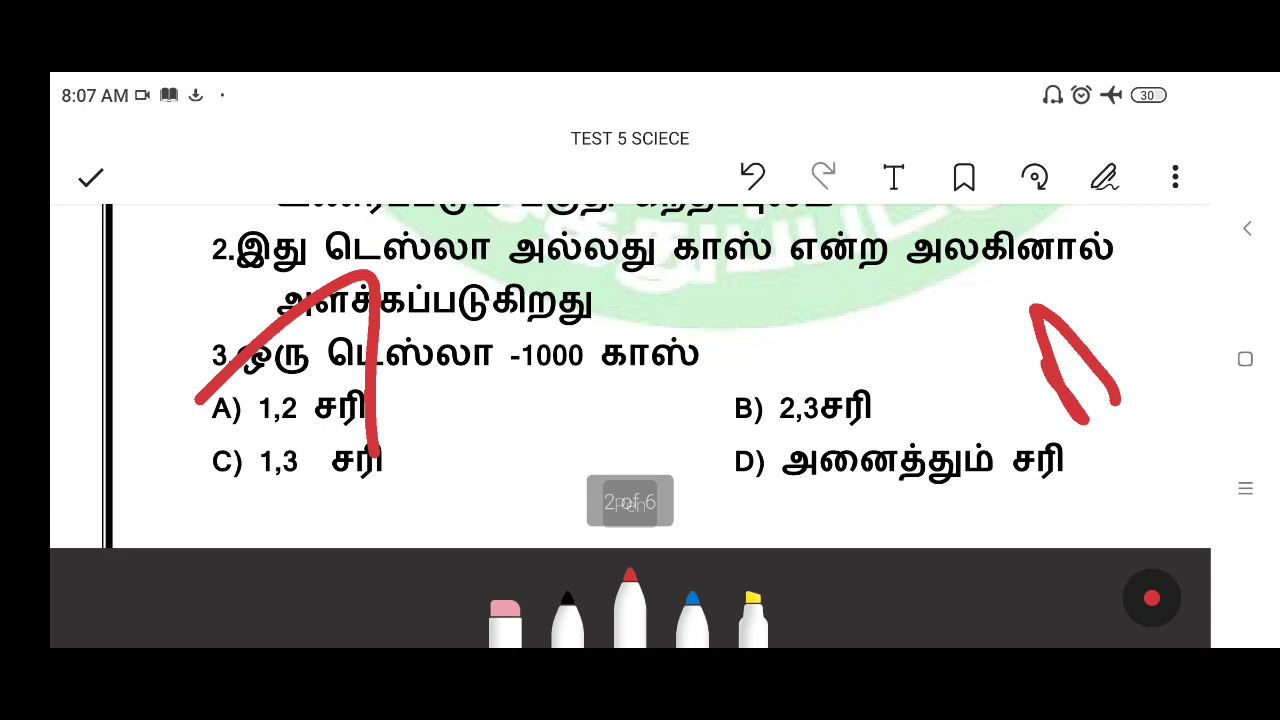 8:07 AM
30
TEST 5 SCIECE
2.இது டெஸ்லா அல்லது காஸ் என்ற அலகினால்
அளக்கப்படுகிறது
3.ஒரு டெஸ்லா -1000 காஸ்
A) 1,2 சரி
B) 2,3சரி
C) 1,3 சரி
D) அனைத்தும் சரி
2 of 6
Pen